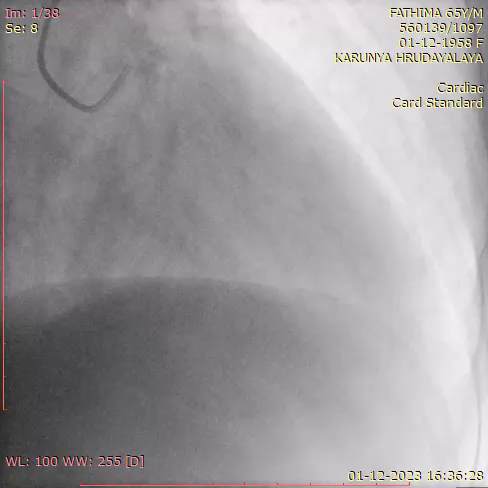 Im: 1/38
Se: 8
FATHIMA 65Y/M
560139/1097
01-12-1958 F
KARUNYA HRUDAYALAYA
Cardiac
Card Standard
WL: 100 WW: 255 [D]
01-12-2023 16:36:28